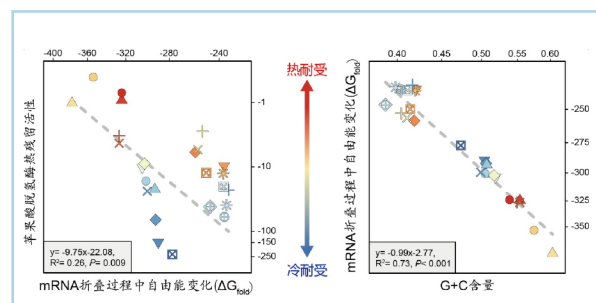 -400 -360 -320 -280 -240
苹果酸脱氢酶热残留活性
-1
-10
-100
-150
-250
y= -9.75x-22.08,
R²= 0.26, P= 0.009
mRNA折叠过程中自由能变化(ΔGfold)
热耐受
冷耐受
0.40 0.45 0.50 0.55 0.60
mRNA折叠过程中自由能变化(ΔGfold)
-250
-275
-300
-325
-350
y= -0.99x-2.77,
R²= 0.73, P< 0.001
G+C含量